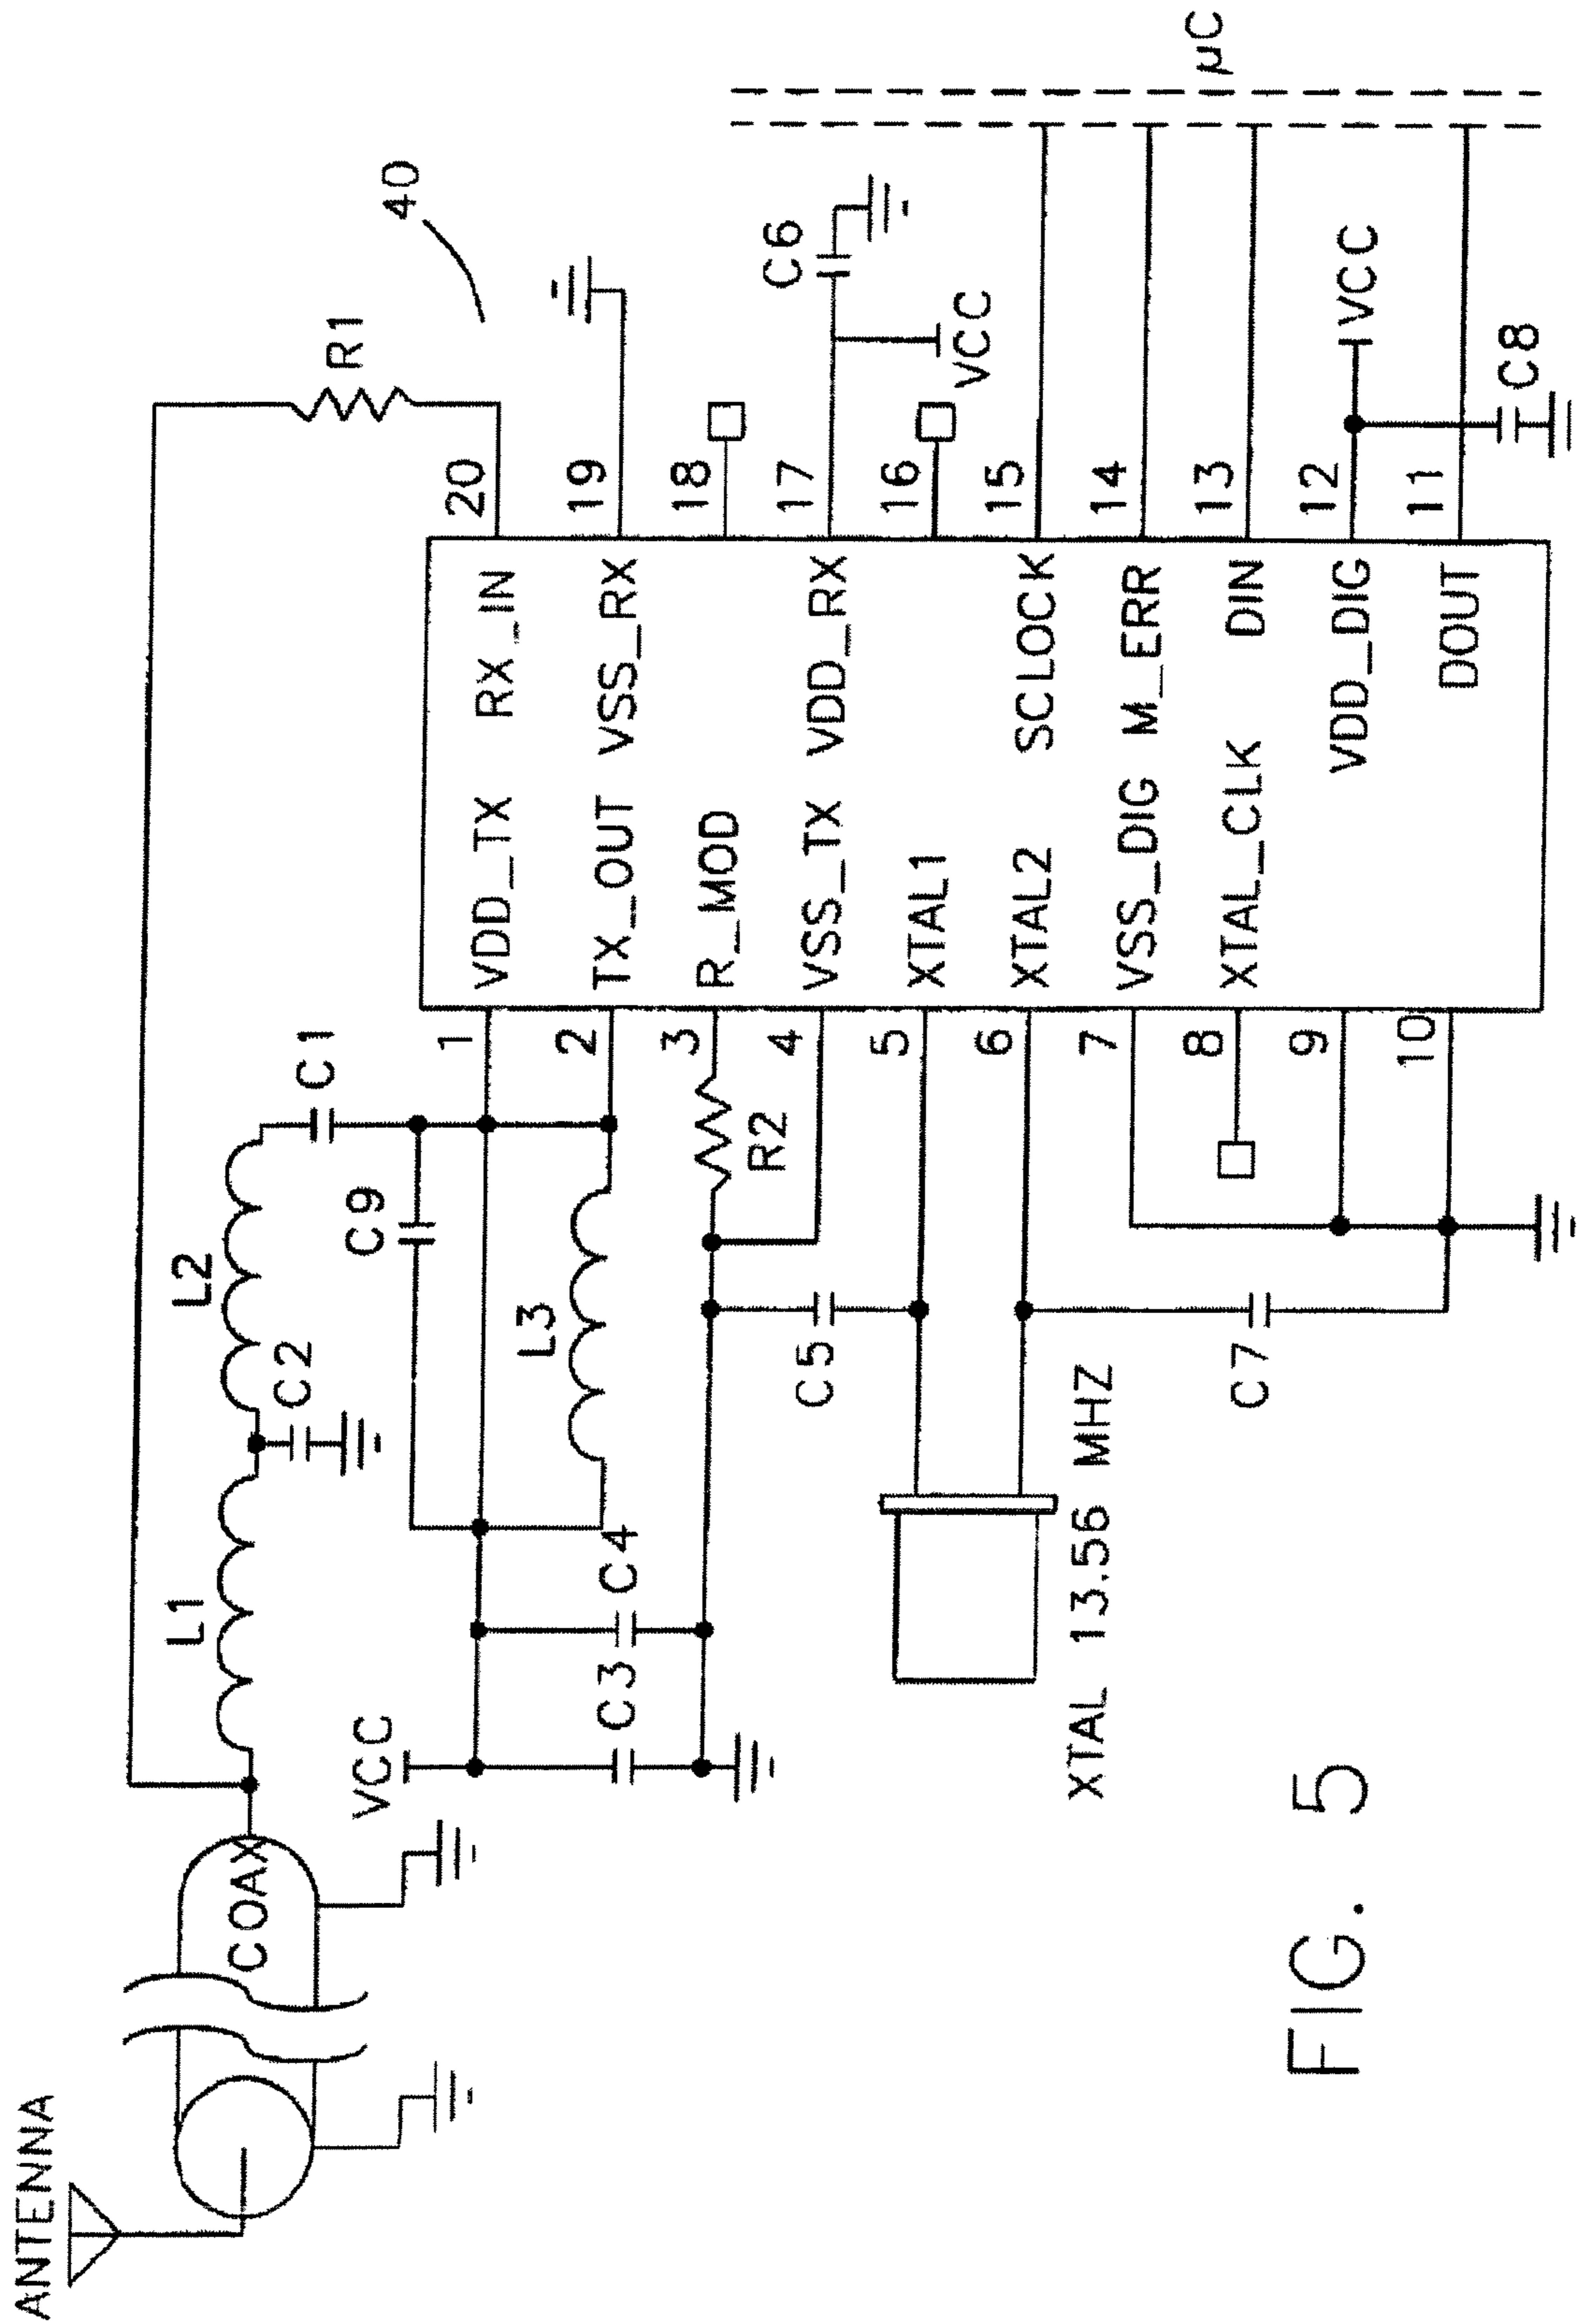 ANTENNA
COAX
L1
L2
C2
C1
R1
40
VCC
C9
L3
C3
C4
R2
C5
C7
XTAL 13.56 MHZ
1
2
3
4
5
6
7
8
9
10
VDD_TX RX_IN
TX_OUT VSS_RX
R_MOD
VSS_TX VDD_RX
XTAL1
XTAL2 SCLOCK
VSS_DIG M_ERR
XTAL_CLK DIN
VDD_DIG
DOUT
20
19
18
17
16
15
14
13
12
11
C6
VCC
VCC
C8
µC
FIG. 5